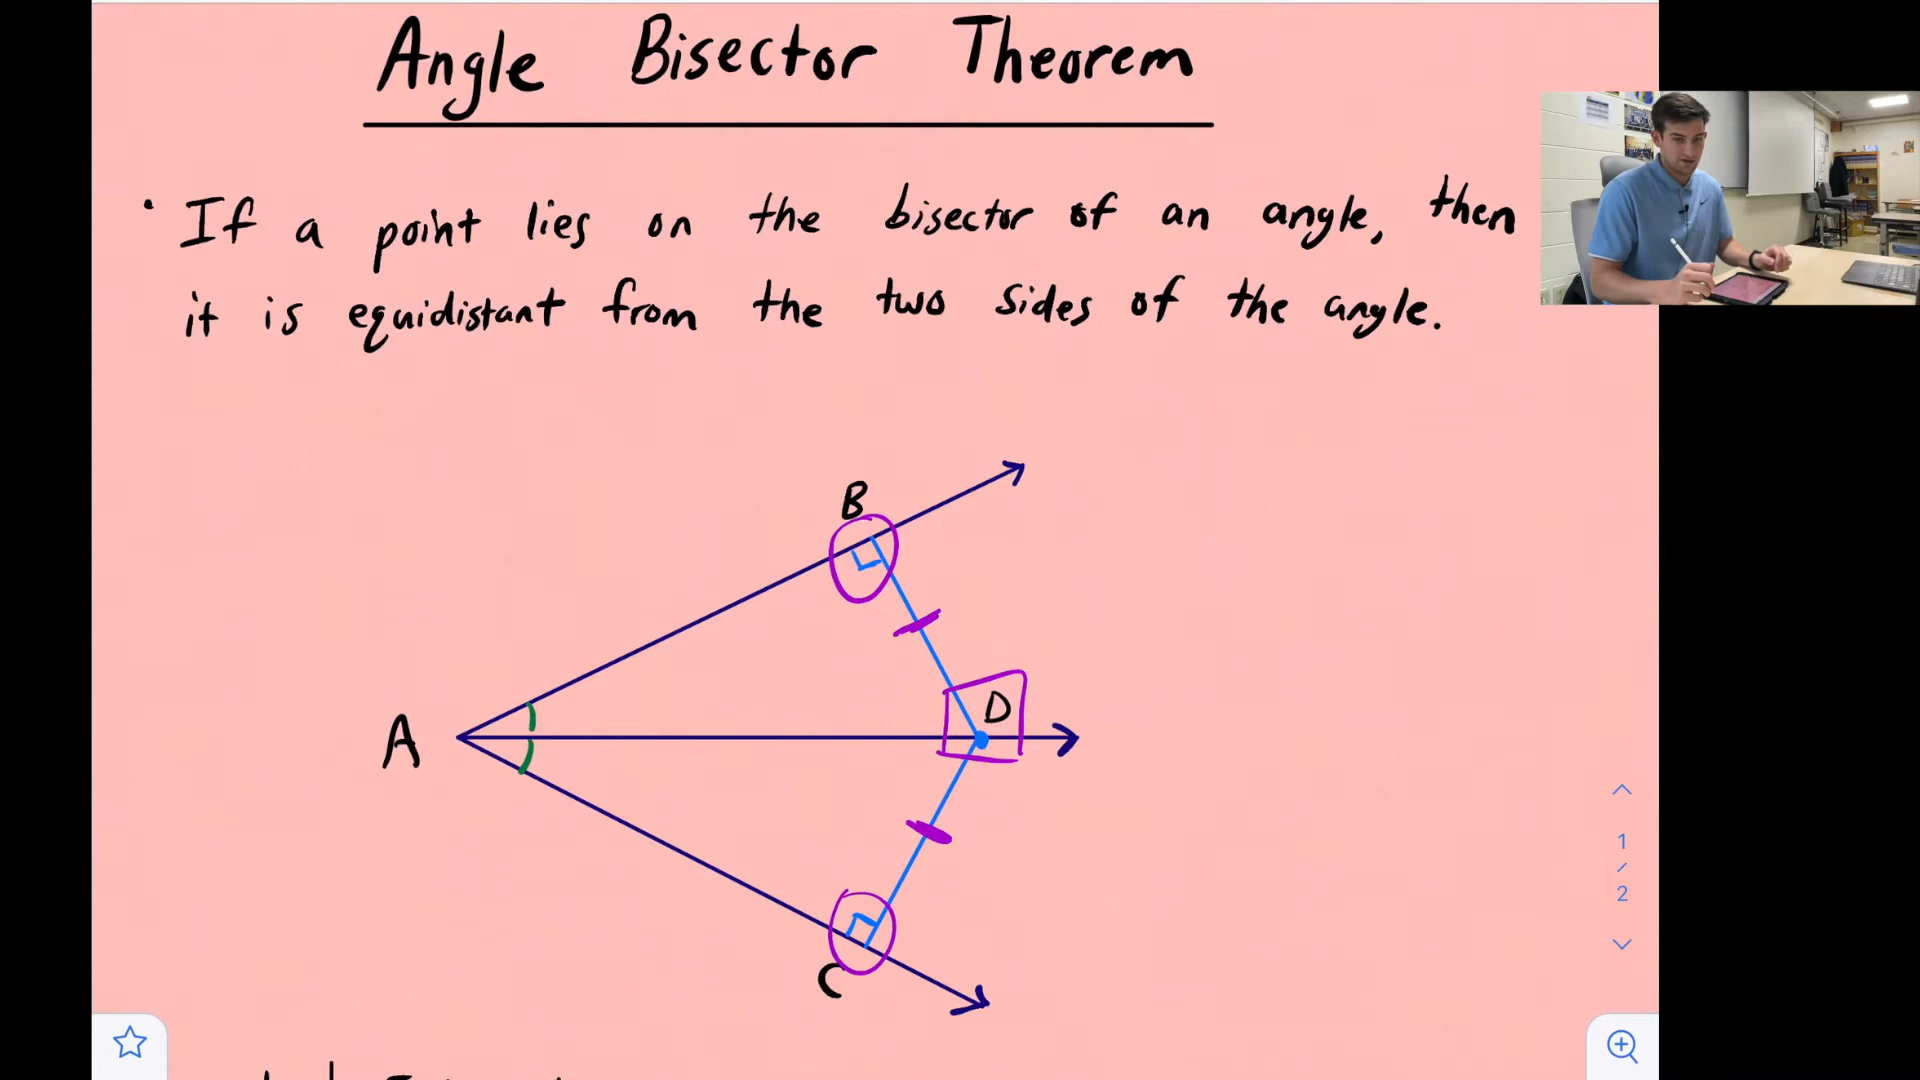 Angle Bisector Theorem
· If a point lies on the bisector of an angle, then
it is equidistant from the two sides of the angle.
B
D
A
C
1
/
2